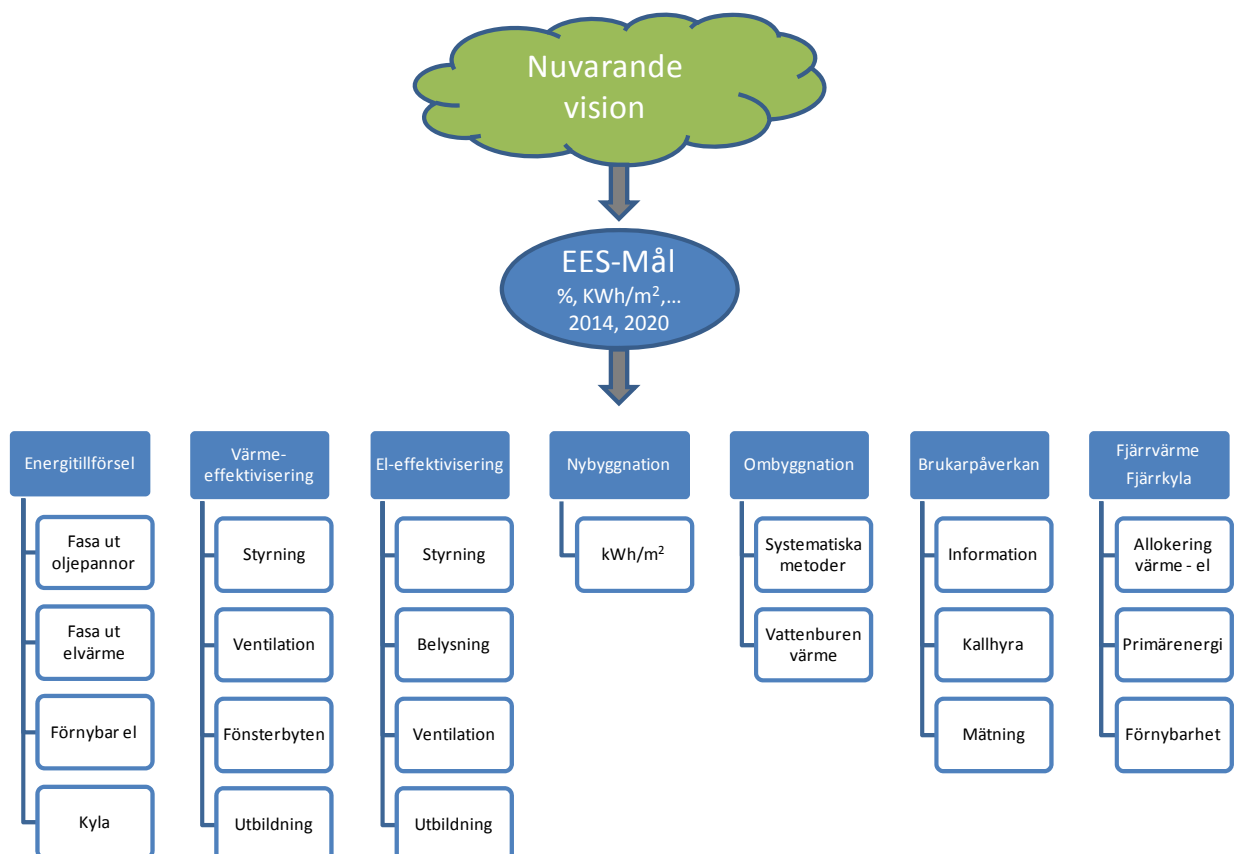 Nuvarande
vision
EES-Mål
%, KWh/m²,...
2014, 2020
Energitillförsel
Fasa ut
oljepannor
Fasa ut
elvärme
Förnybar el
Kyla
Värme-
effektivisering
Styrning
Ventilation
Fönsterbyten
Utbildning
El-effektivisering
Styrning
Belysning
Ventilation
Utbildning
Nybyggnation
kWh/m²
Ombyggnation
Systematiska
metoder
Vattenburen
värme
Brukarpåverkan
Information
Kallhyra
Mätning
Fjärrvärme
Fjärrkyla
Allokering
värme - el
Primärenergi
Förnybarhet